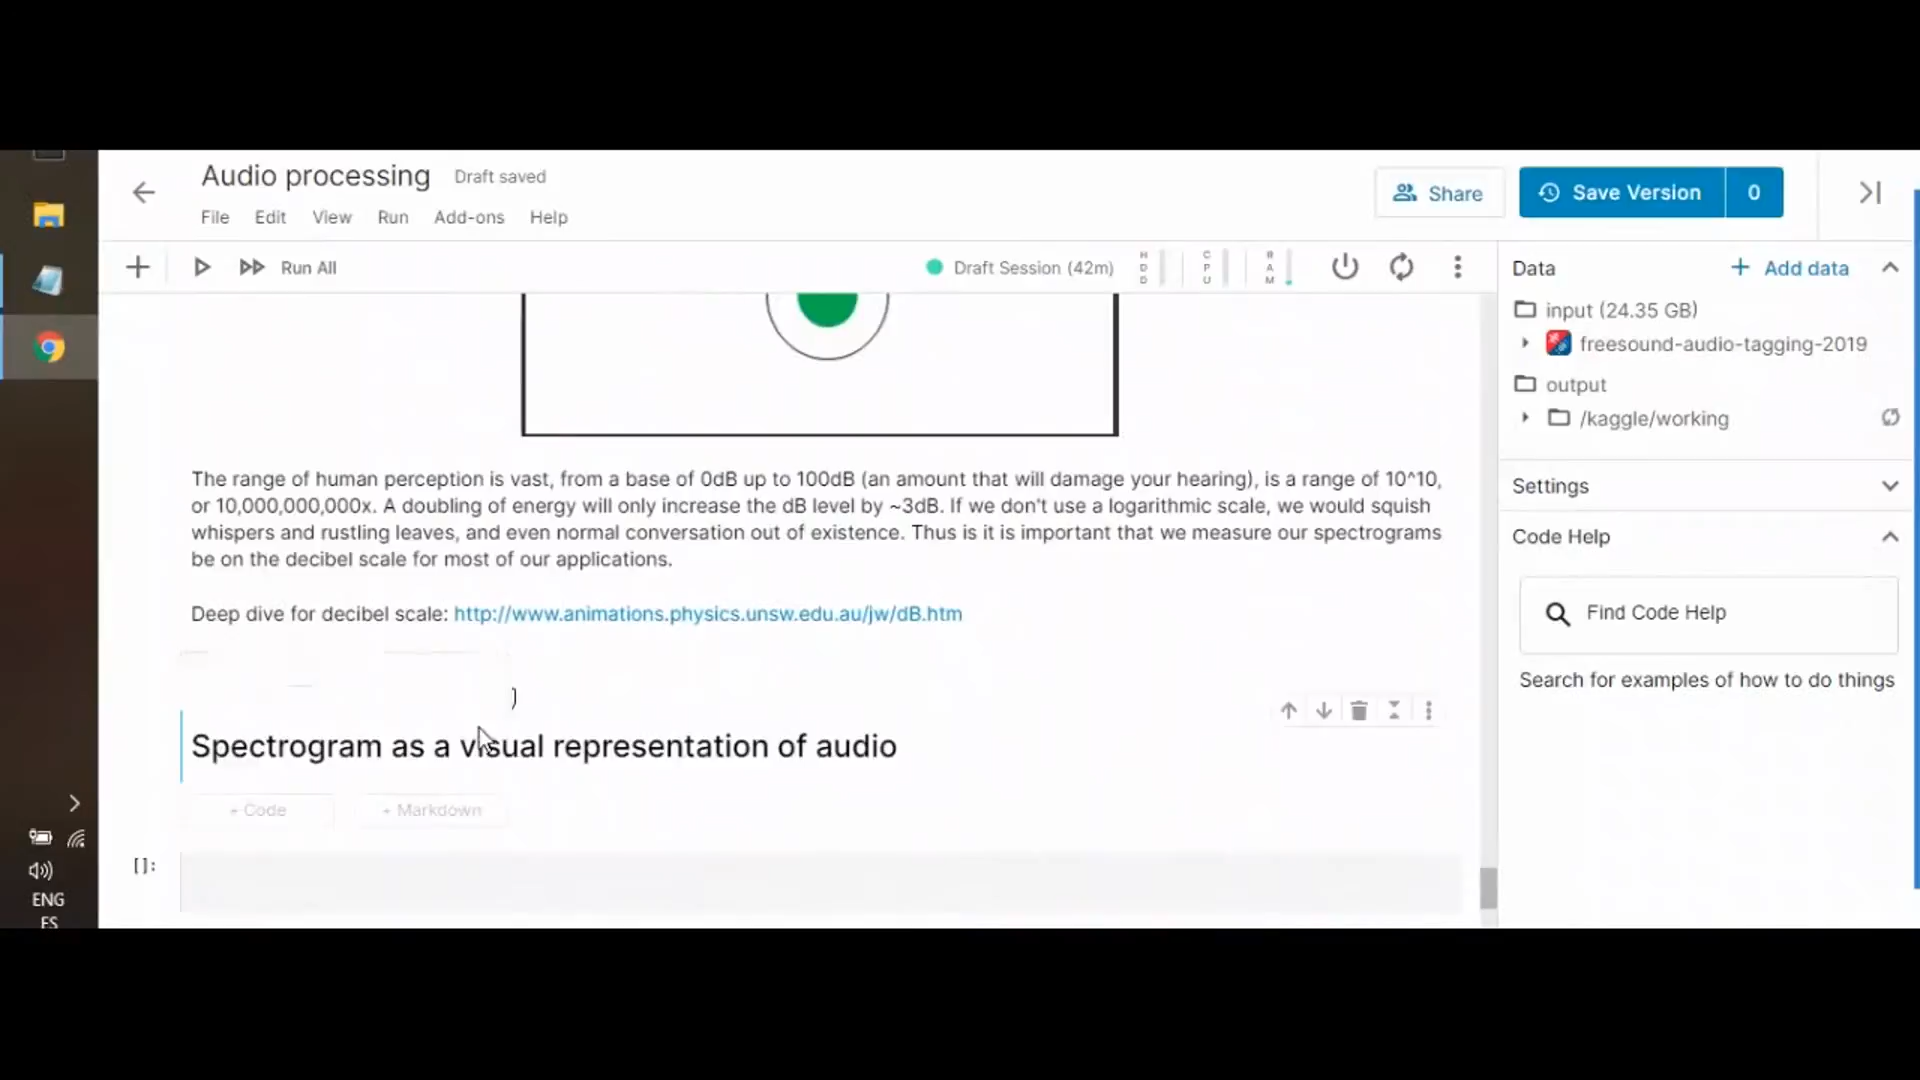 Audio processing Draft saved
File Edit View Run Add-ons Help
Share
Save Version 0
Run All
Draft Session (42m)
HDD
CPU
RAM
Data
Add data
input (24.35 GB)
freesound-audio-tagging-2019
output
/kaggle/working
Settings
Code Help
Find Code Help
Search for examples of how to do things
The range of human perception is vast, from a base of 0dB up to 100dB (an amount that will damage your hearing), is a range of 10^10,
or 10,000,000,000x. A doubling of energy will only increase the dB level by ~3dB. If we don't use a logarithmic scale, we would squish
whispers and rustling leaves, and even normal conversation out of existence. Thus is it is important that we measure our spectrograms
be on the decibel scale for most of our applications.
Deep dive for decibel scale: http://www.animations.physics.unsw.edu.au/jw/dB.htm
)
Spectrogram as a visual representation of audio
+ Code + Markdown
[]:
ENG
ES